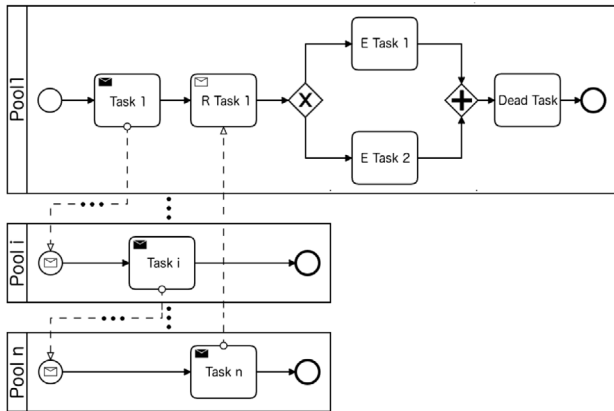 Pool1
Task 1
R Task 1
E Task 1
E Task 2
Dead Task
Pool i
Task i
Pool n
Task n